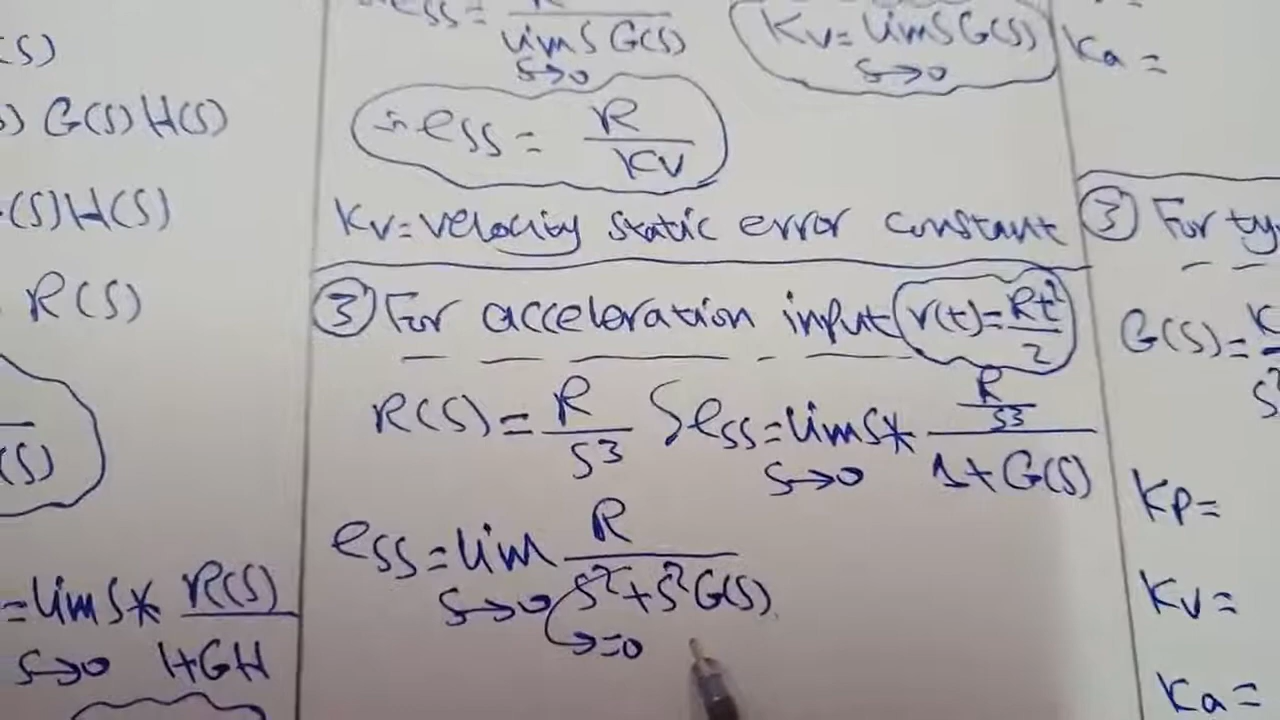 (S)
G(S)H(S)
(S)H(S)
R(S)
(S)
=lim S* R(S)
S→0 1+GH
ess= R
lim S G(S)
S→0
Kv=lim S G(S)
S→0
∴ ess= R
Kv
Kv=velocity static error constant
③ For acceleration input r(t)=Rt²
2
R(S)= R
S3
ess=lim S* R
S3
S→0 1+G(S)
ess=lim R
S→0 S²+S²G(S)
→=0
Ka=
③ For ty
G(S)= K
S²
Kp=
Kv=
Ka=